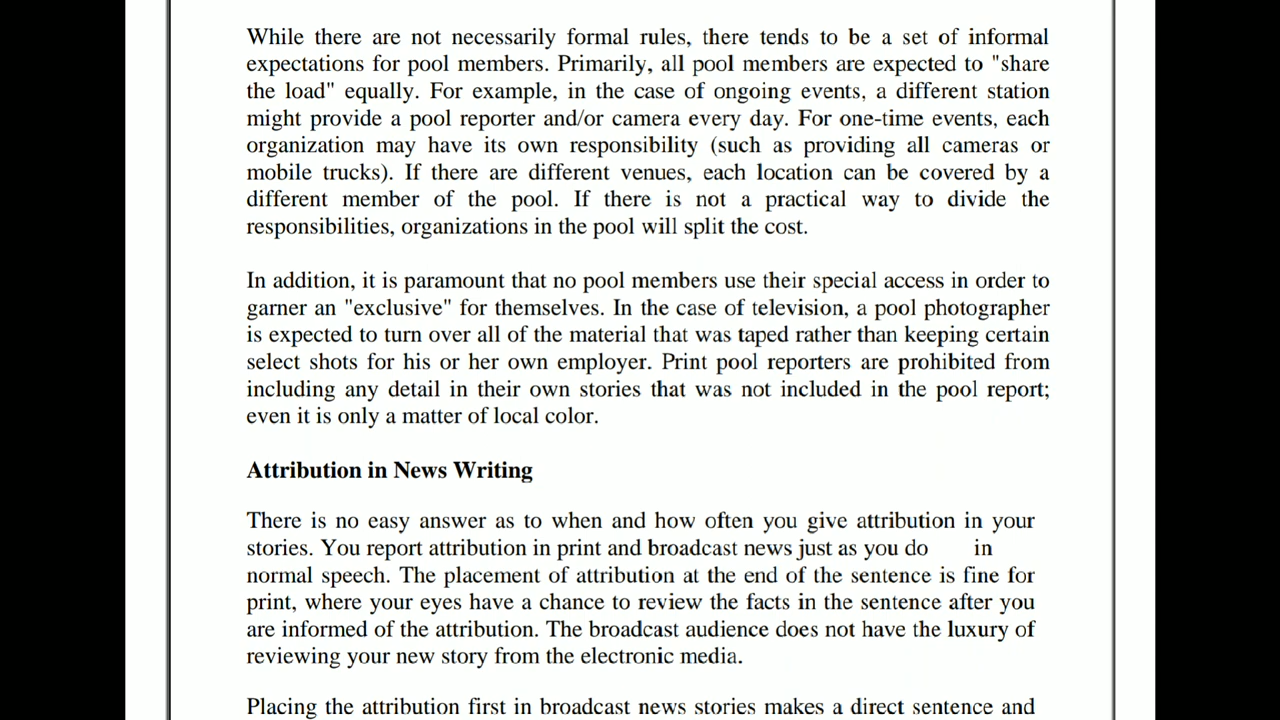 While there are not necessarily formal rules, there tends to be a set of informal
expectations for pool members. Primarily, all pool members are expected to "share
the load" equally. For example, in the case of ongoing events, a different station
might provide a pool reporter and/or camera every day. For one-time events, each
organization may have its own responsibility (such as providing all cameras or
mobile trucks). If there are different venues, each location can be covered by a
different member of the pool. If there is not a practical way to divide the
responsibilities, organizations in the pool will split the cost.
In addition, it is paramount that no pool members use their special access in order to
garner an "exclusive" for themselves. In the case of television, a pool photographer
is expected to turn over all of the material that was taped rather than keeping certain
select shots for his or her own employer. Print pool reporters are prohibited from
including any detail in their own stories that was not included in the pool report;
even it is only a matter of local color.
Attribution in News Writing
There is no easy answer as to when and how often you give attribution in your
stories. You report attribution in print and broadcast news just as you do in
normal speech. The placement of attribution at the end of the sentence is fine for
print, where your eyes have a chance to review the facts in the sentence after you
are informed of the attribution. The broadcast audience does not have the luxury of
reviewing your new story from the electronic media.
Placing the attribution first in broadcast news stories makes a direct sentence and